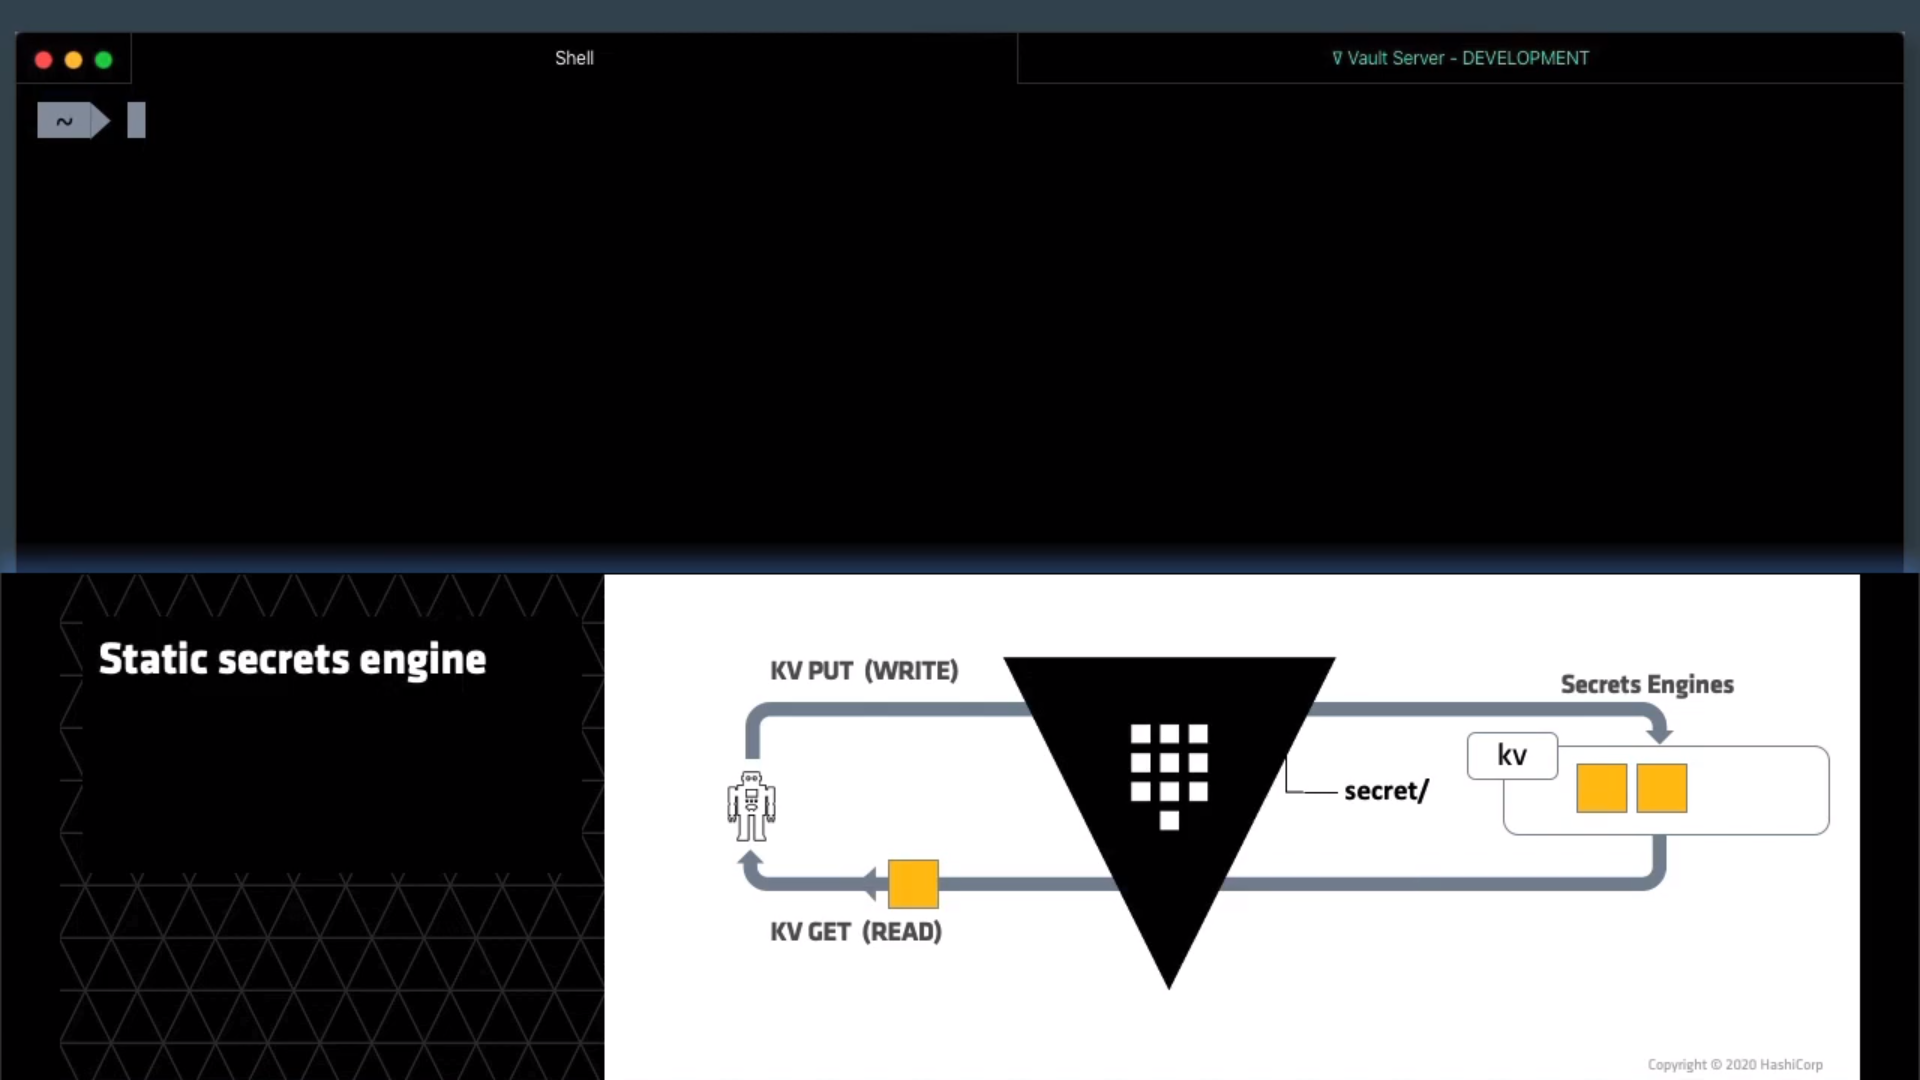 Shell
∇ Vault Server - DEVELOPMENT
~
Static secrets engine
KV PUT (WRITE)
Secrets Engines
kv
secret/
KV GET (READ)
Copyright © 2020 HashiCorp